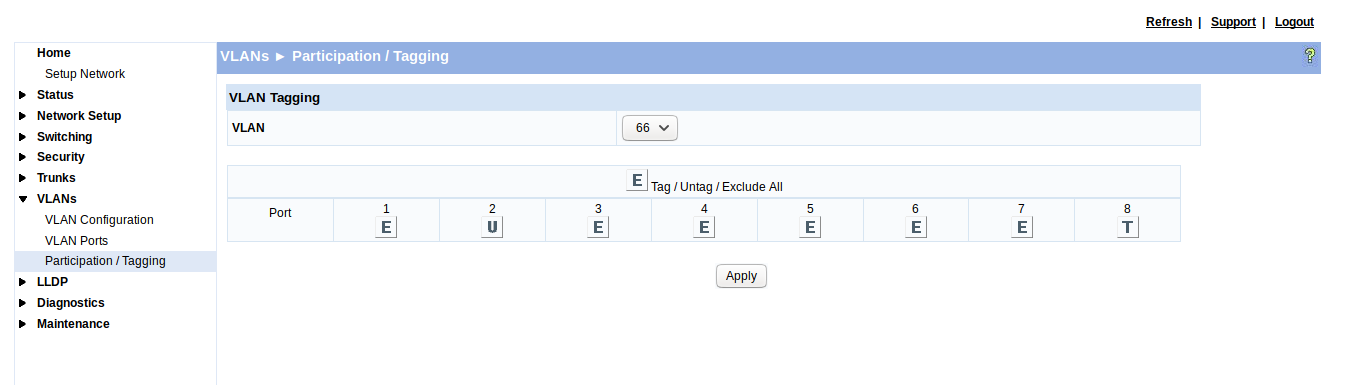 Refresh | Support | Logout
Home
Setup Network
Status
Network Setup
Switching
Security
Trunks
VLANs
VLAN Configuration
VLAN Ports
Participation / Tagging
LLDP
Diagnostics
Maintenance
VLANs ► Participation / Tagging ?
VLAN Tagging
VLAN 66
E Tag / Untag / Exclude All
Port 1 2 3 4 5 6 7 8
E U E E E E E T
Apply